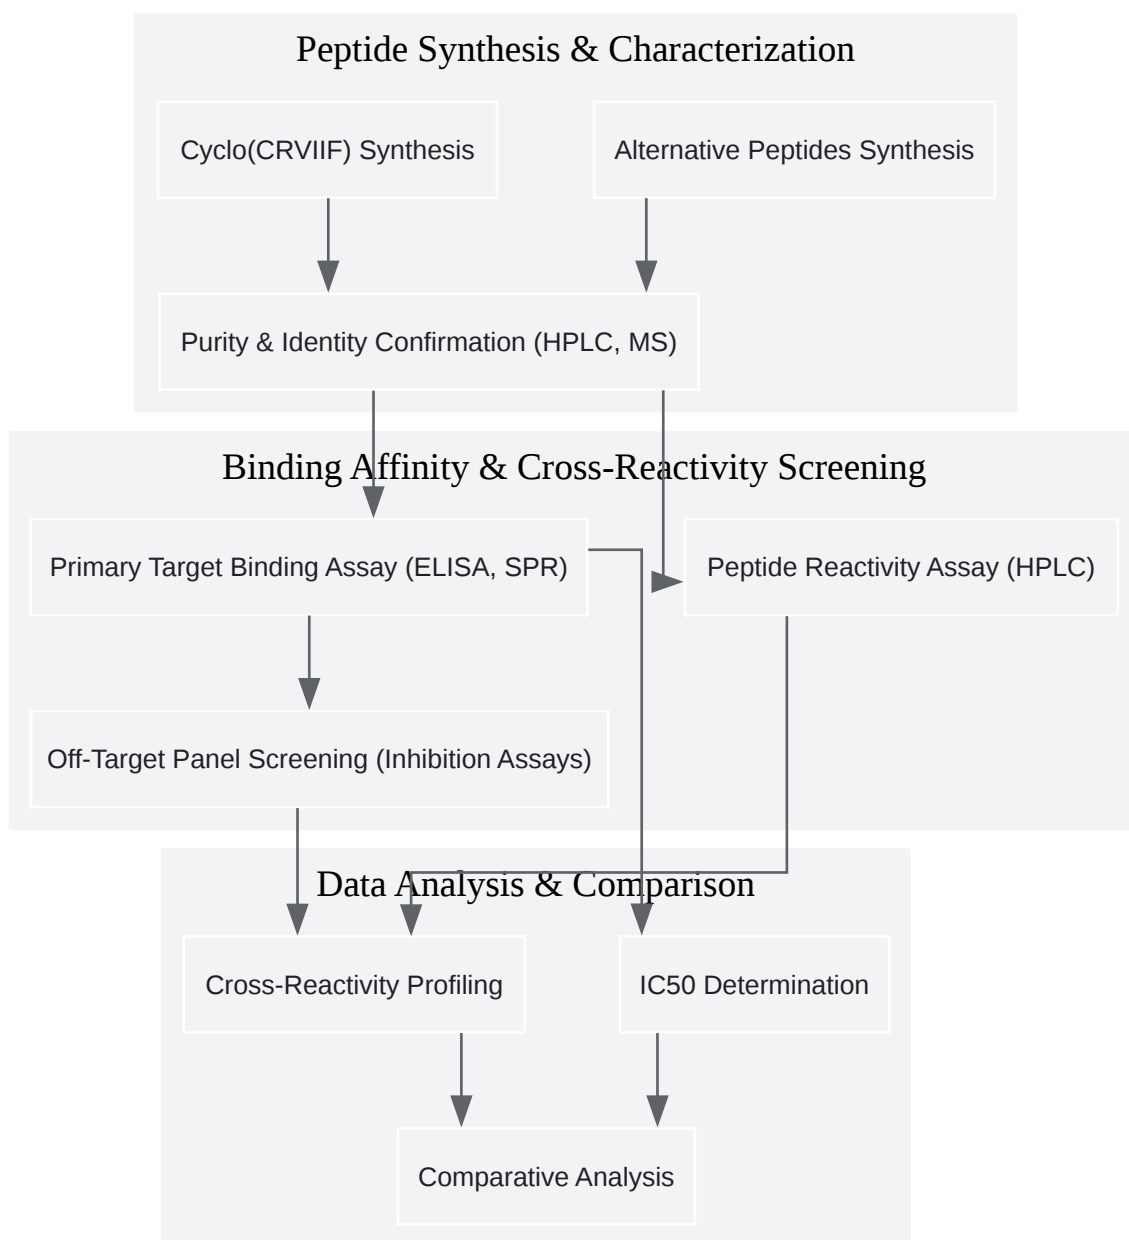 Peptide Synthesis & Characterization
Cyclo(CRVIIF) Synthesis
Alternative Peptides Synthesis
Purity & Identity Confirmation (HPLC, MS)
Binding Affinity & Cross-Reactivity Screening
Primary Target Binding Assay (ELISA, SPR)
Peptide Reactivity Assay (HPLC)
Off-Target Panel Screening (Inhibition Assays)
Data Analysis & Comparison
Cross-Reactivity Profiling
IC50 Determination
Comparative Analysis